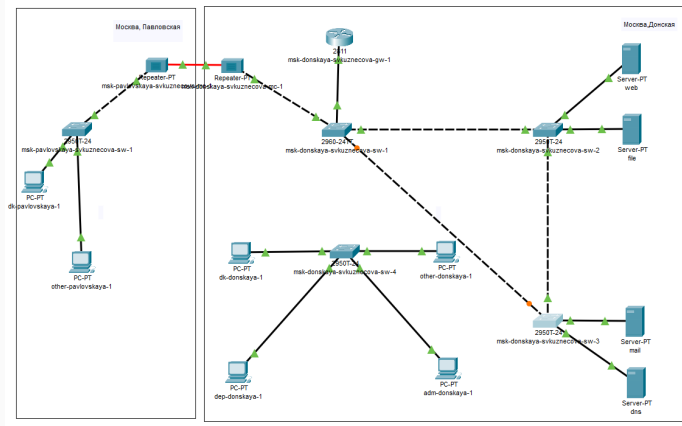 Москва, Павловская
Москва,Донская
2811
msk-donskaya-svkuznecova-gw-1
Repeater-PT
Repeater-PT
msk-donskaya-svkuznecova-mc-1
Server-PT
web
2950T-24
msk-pavlovskaya-svkuznecova-sw-1
2960-24TT
msk-donskaya-svkuznecova-sw-1
2950T-24
msk-donskaya-svkuznecova-sw-2
Server-PT
file
PC-PT
dk-pavlovskaya-1
PC-PT
other-pavlovskaya-1
PC-PT
dk-donskaya-1
2950T-24
msk-donskaya-svkuznecova-sw-4
PC-PT
other-donskaya-1
2950T-24
msk-donskaya-svkuznecova-sw-3
Server-PT
mail
PC-PT
dep-donskaya-1
PC-PT
adm-donskaya-1
Server-PT
dns